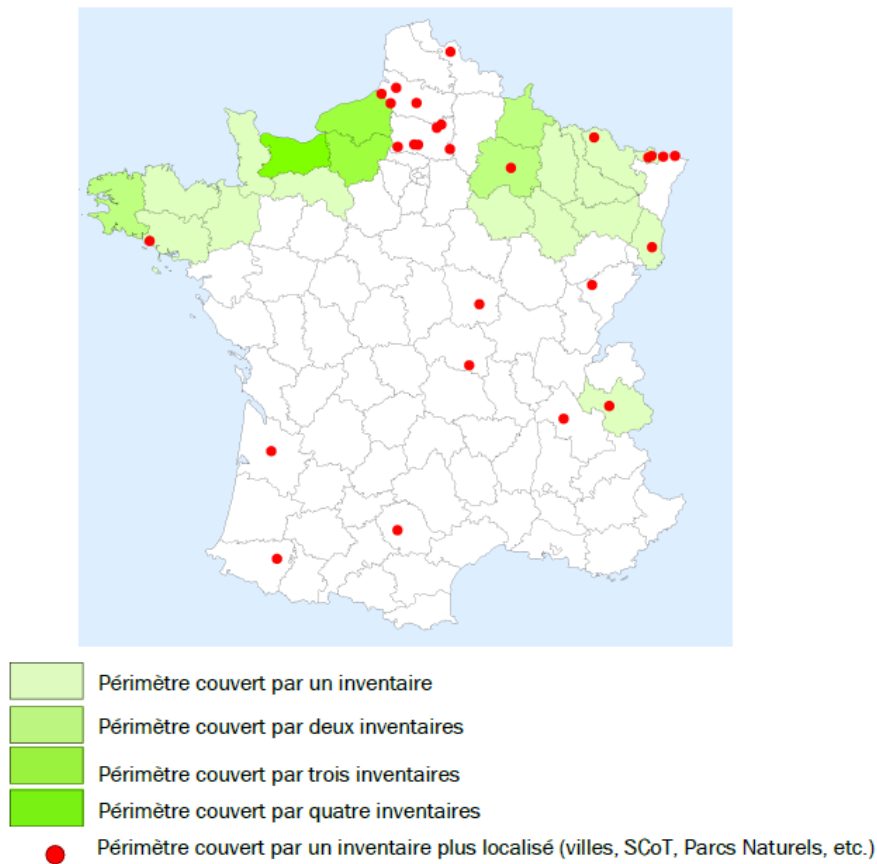 Périmètre couvert par un inventaire
Périmètre couvert par deux inventaires
Périmètre couvert par trois inventaires
Périmètre couvert par quatre inventaires
Périmètre couvert par un inventaire plus localisé (villes, SCoT, Parcs Naturels, etc.)